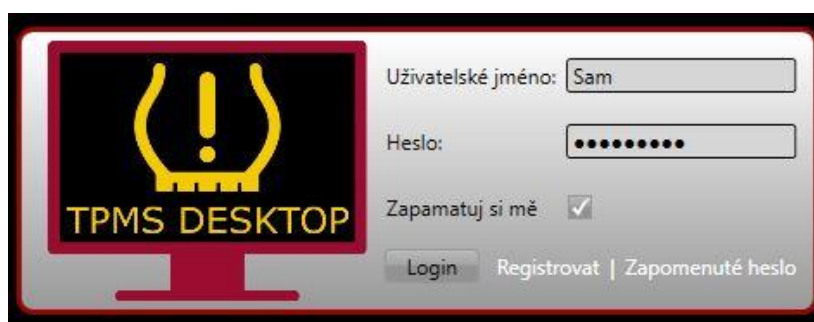 TPMS DESKTOP
Uživatelské jméno: Sam
Heslo: ●●●●●●●●●
Zapamatuj si mě
Login Registrovat | Zapomenuté heslo